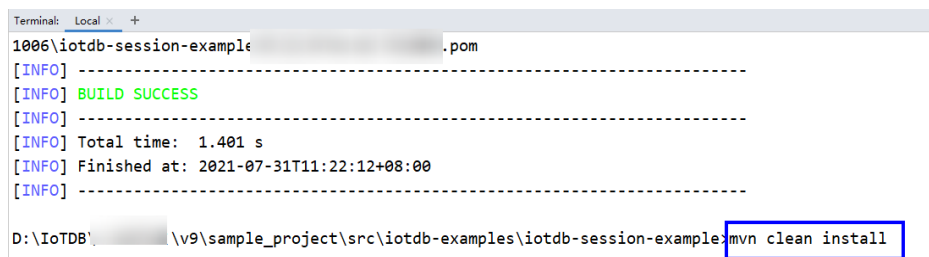 Terminal: Local × +
1006\iotdb-session-example .pom
[INFO] ------------------------------------------------------------------------
[INFO] BUILD SUCCESS
[INFO] ------------------------------------------------------------------------
[INFO] Total time:  1.401 s
[INFO] Finished at: 2021-07-31T11:22:12+08:00
[INFO] ------------------------------------------------------------------------
D:\IoTDB\ \v9\sample_project\src\iotdb-examples\iotdb-session-example>mvn clean install